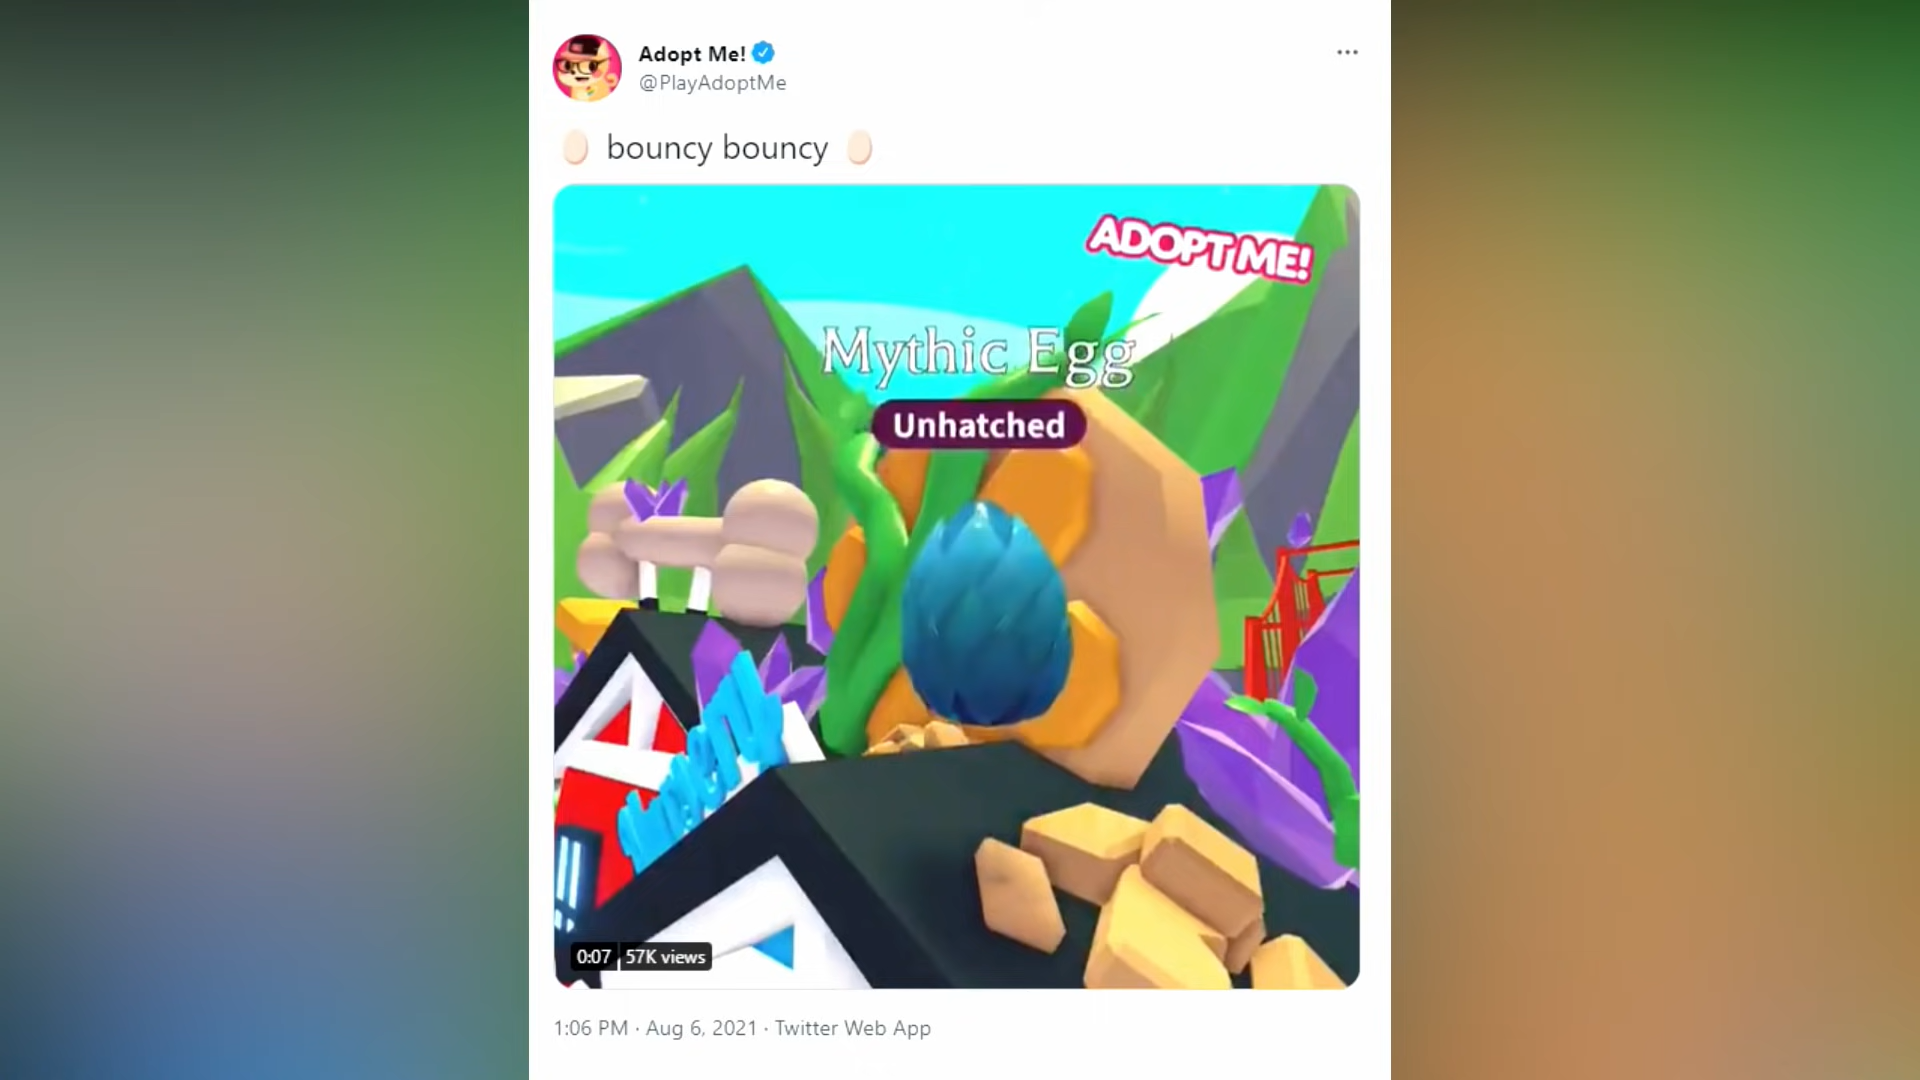 Adopt Me!
@PlayAdoptMe
🥚 bouncy bouncy 🥚
ADOPT ME!
Mythic Egg
Unhatched
0:07 57K views
1:06 PM · Aug 6, 2021 · Twitter Web App